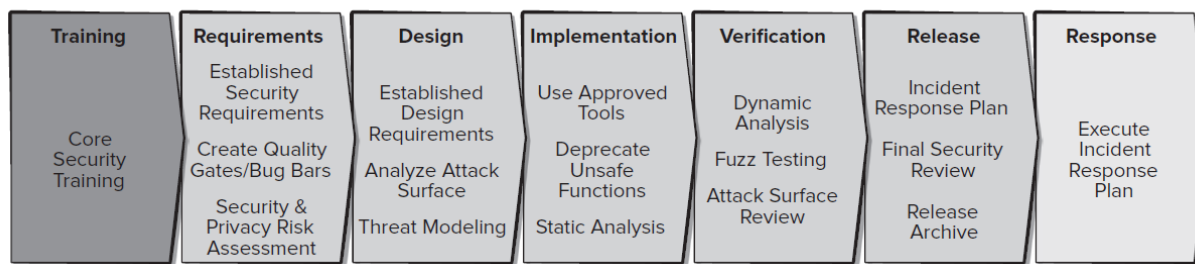 Training
Core
Security
Training
Requirements
Established
Security
Requirements
Create Quality
Gates/Bug Bars
Security &
Privacy Risk
Assessment
Design
Established
Design
Requirements
Analyze Attack
Surface
Threat Modeling
Implementation
Use Approved
Tools
Deprecate
Unsafe
Functions
Static Analysis
Verification
Dynamic
Analysis
Fuzz Testing
Attack Surface
Review
Release
Incident
Response Plan
Final Security
Review
Release
Archive
Response
Execute
Incident
Response
Plan